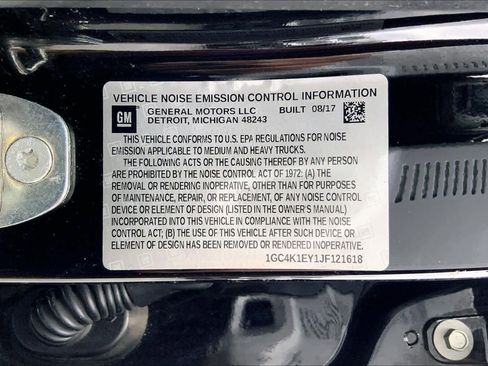 VEHICLE NOISE EMISSION CONTROL INFORMATION
GM GENERAL MOTORS LLC BUILT 08/17
DETROIT, MICHIGAN 48243
THIS VEHICLE CONFORMS TO U.S. EPA REGULATIONS FOR NOISE
EMISSION APPLICABLE TO MEDIUM AND HEAVY TRUCKS.
THE FOLLOWING ACTS OR THE CAUSING THEREOF BY ANY PERSON
ARE PROHIBITED BY THE NOISE CONTROL ACT OF 1972: (A) THE
REMOVAL OR RENDERING INOPERATIVE, OTHER THAN FOR PURPOSES
OF MAINTENANCE, REPAIR, OR REPLACEMENT, OF ANY NOISE CONTROL
DEVICE OR ELEMENT OF DESIGN (LISTED IN THE OWNER'S MANUAL)
INCORPORATED INTO THIS VEHICLE IN COMPLIANCE WITH THE NOISE
CONTROL ACT; (B) THE USE OF THIS VEHICLE AFTER SUCH DEVICE OR
ELEMENT OF DESIGN HAS BEEN REMOVED OR RENDERED INOPERATIVE.
1GC4K1EY1JF121618